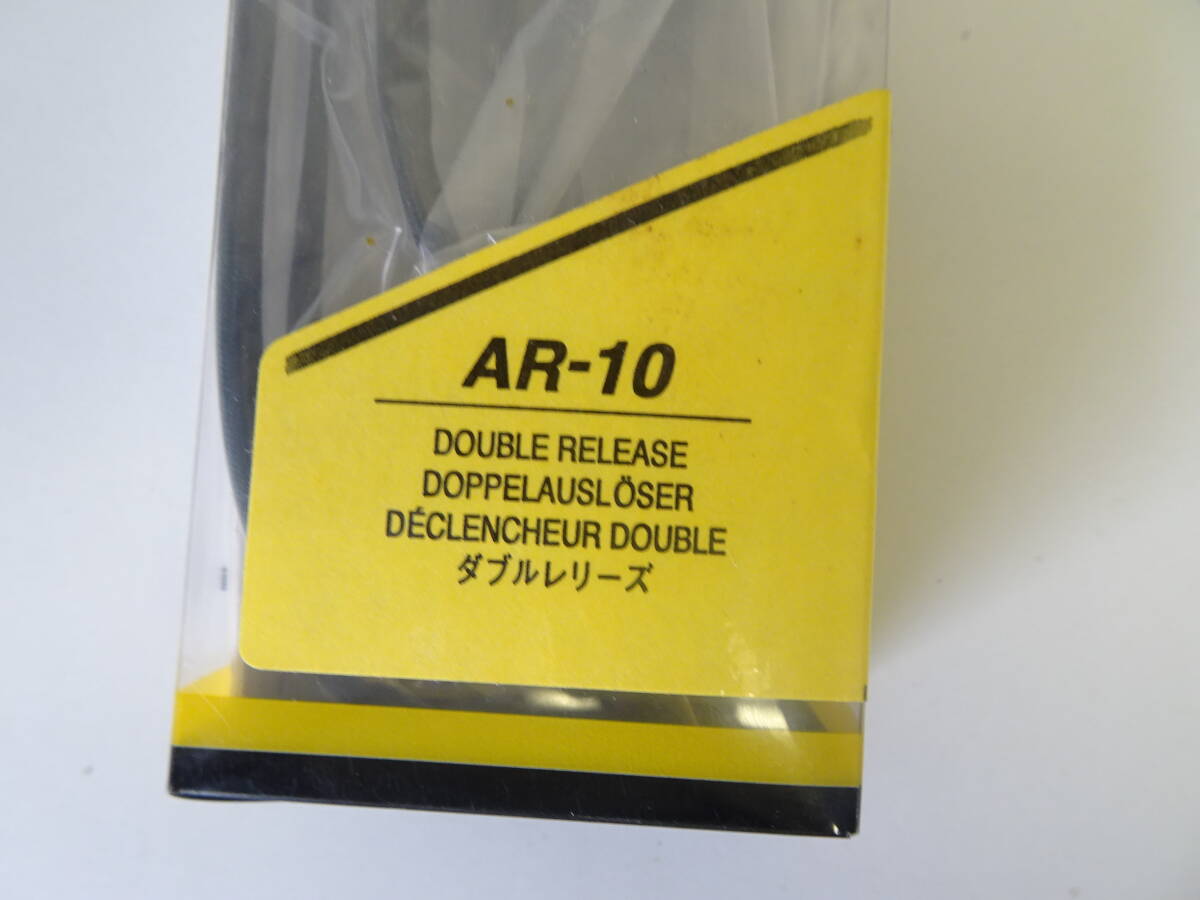 AR-10
DOUBLE RELEASE
DOPPELAUSLÖSER
DÉCLENCHEUR DOUBLE
ダブルレリーズ